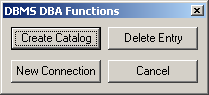 DBMS DBA Functions
Create Catalog Delete Entry
New Connection Cancel